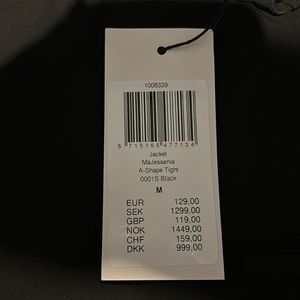 1008339
5 715165 477134
Jacket
MaJessenia
A-Shape Tight
0001S Black
M
EUR 129,00
SEK 1299,00
GBP 119,00
NOK 1449,00
CHF 159,00
DKK 999,00